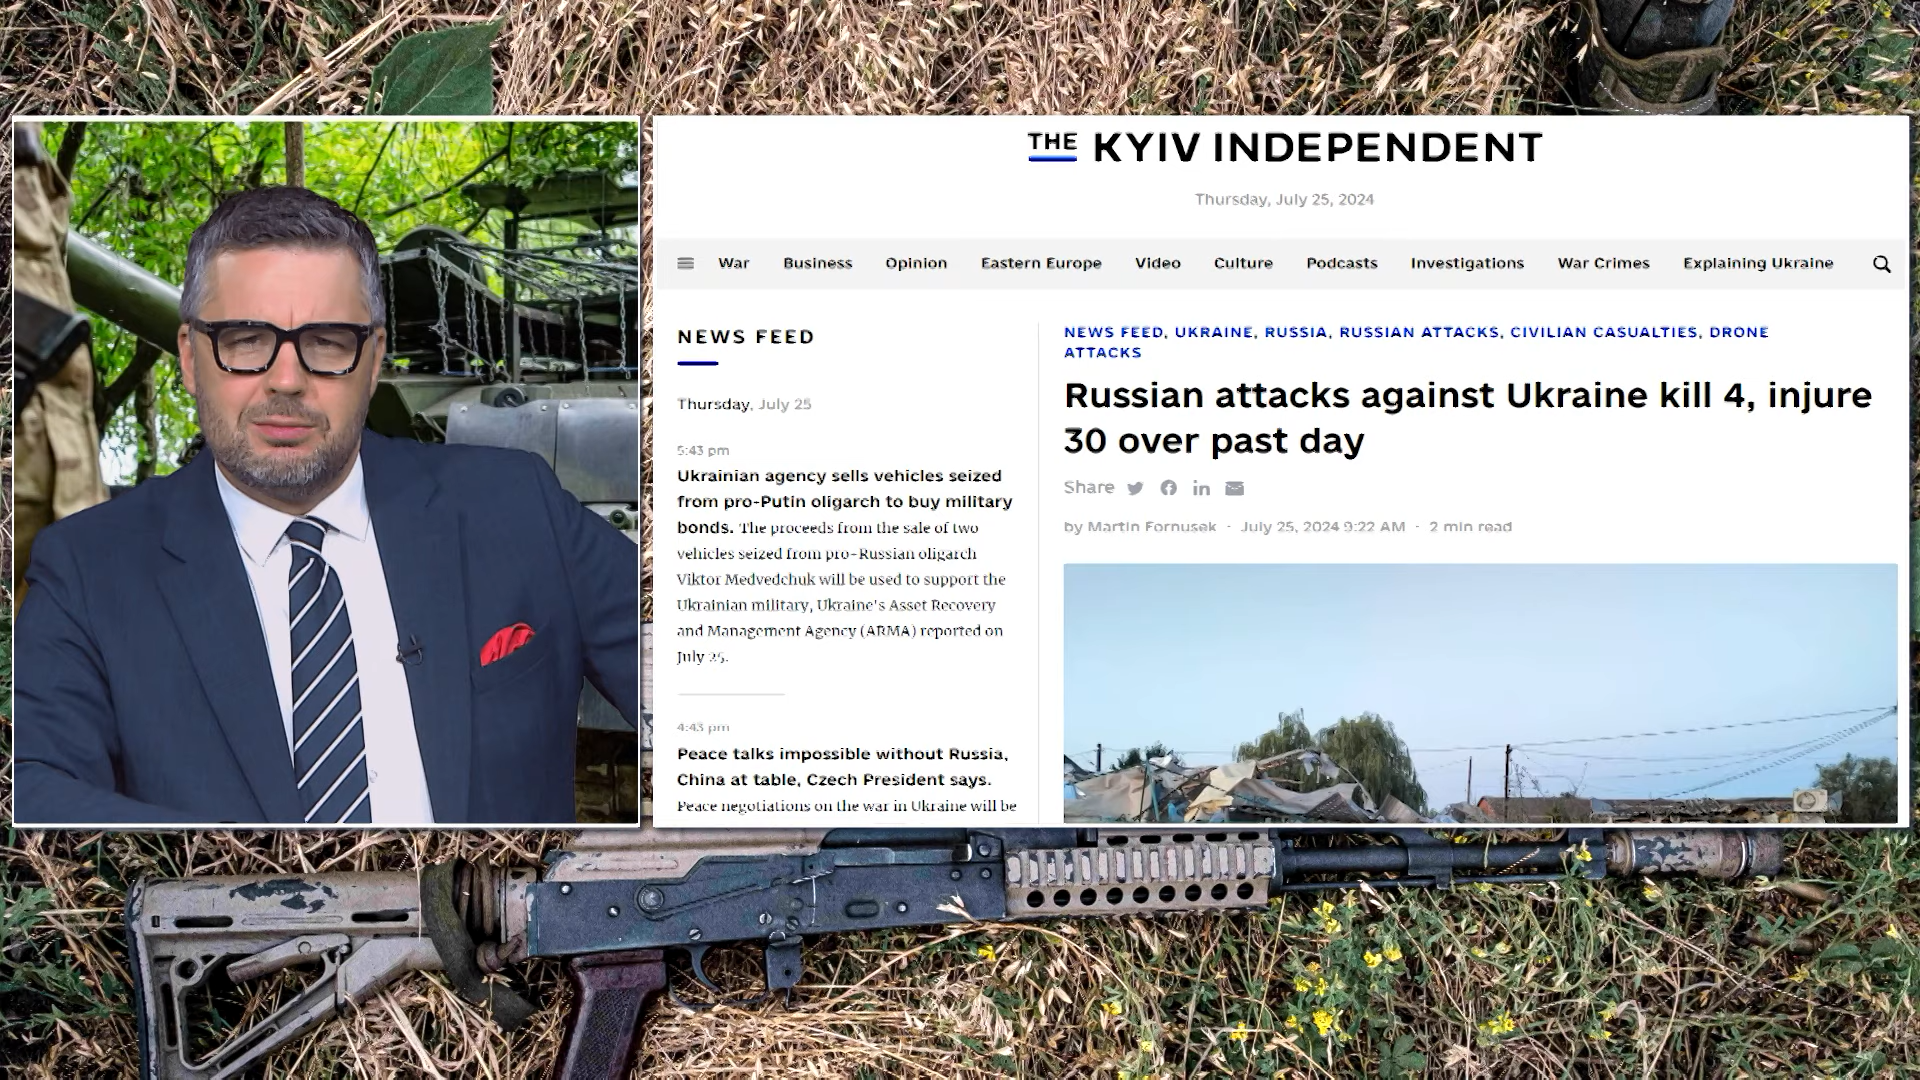 THE KYIV INDEPENDENT
Thursday, July 25, 2024
War Business Opinion Eastern Europe Video Culture Podcasts Investigations War Crimes Explaining Ukraine
NEWS FEED
Thursday, July 25
5:43 pm
Ukrainian agency sells vehicles seized
from pro-Putin oligarch to buy military
bonds. The proceeds from the sale of two
vehicles seized from pro-Russian oligarch
Viktor Medvedchuk will be used to support the
Ukrainian military, Ukraine's Asset Recovery
and Management Agency (ARMA) reported on
July 25.
4:43 pm
Peace talks impossible without Russia,
China at table, Czech President says.
Peace negotiations on the war in Ukraine will be
NEWS FEED, UKRAINE, RUSSIA, RUSSIAN ATTACKS, CIVILIAN CASUALTIES, DRONE
ATTACKS
Russian attacks against Ukraine kill 4, injure
30 over past day
Share
by Martin Fornusek · July 25, 2024 9:22 AM · 2 min read